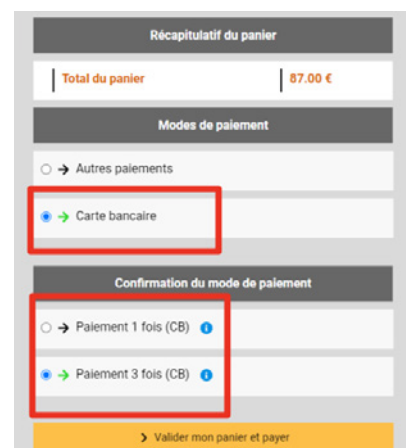 Récapitulatif du panier
Total du panier 87.00 €
Modes de paiement
Autres paiements
Carte bancaire
Confirmation du mode de paiement
Paiement 1 fois (CB)
Paiement 3 fois (CB)
Valider mon panier et payer